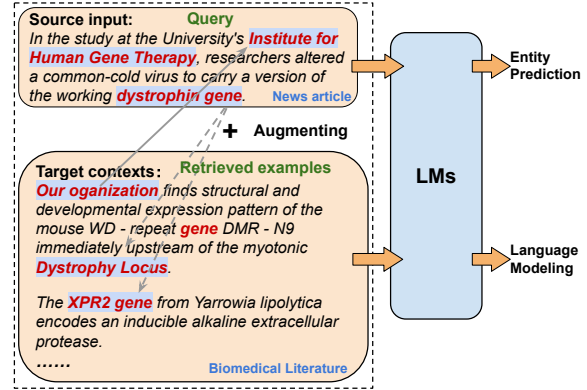 Source input: Query
In the study at the University's Institute for
Human Gene Therapy, researchers altered
a common-cold virus to carry a version of
the working dystrophin gene.
News article
+ Augmenting
Target contexts: Retrieved examples
Our oganization finds structural and
developmental expression pattern of the
mouse WD - repeat gene DMR - N9
immediately upstream of the myotonic
Dystrophy Locus.
The XPR2 gene from Yarrowia lipolytica
encodes an inducible alkaline extracellular
protease.
......
Biomedical Literature
LMs
Entity
Prediction
Language
Modeling